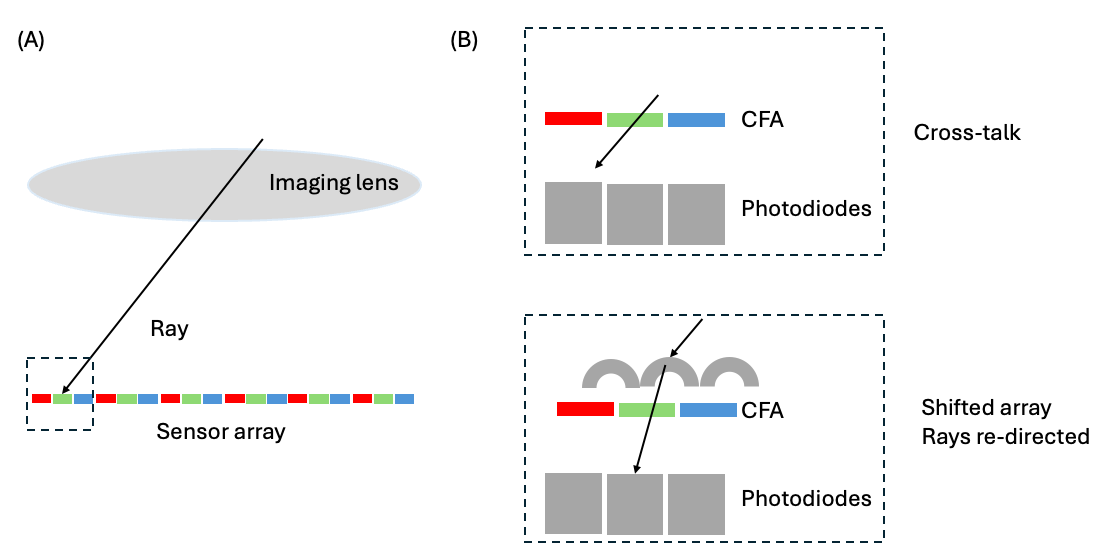 (A)
Imaging lens
Ray
Sensor array
(B)
CFA
Photodiodes
Cross-talk
CFA
Photodiodes
Shifted array
Rays re-directed